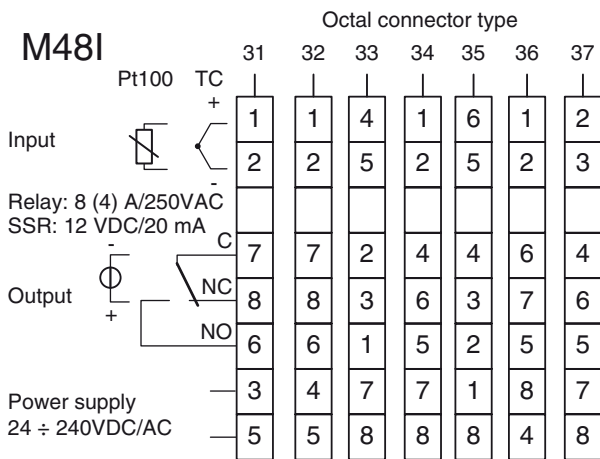 Octal connector type
M48I
31 32 33 34 35 36 37
Pt100 TC
+
1 1 4 1 6 1 2
Input
2 2 5 2 5 2 3
-
Relay: 8 (4) A/250VAC
SSR: 12 VDC/20 mA
-
C 7 7 2 4 4 6 4
Output
NC 8 8 3 6 3 7 6
+
NO 6 6 1 5 2 5 5
3 4 7 7 1 8 7
Power supply
24 ÷ 240VDC/AC
5 5 8 8 8 4 8